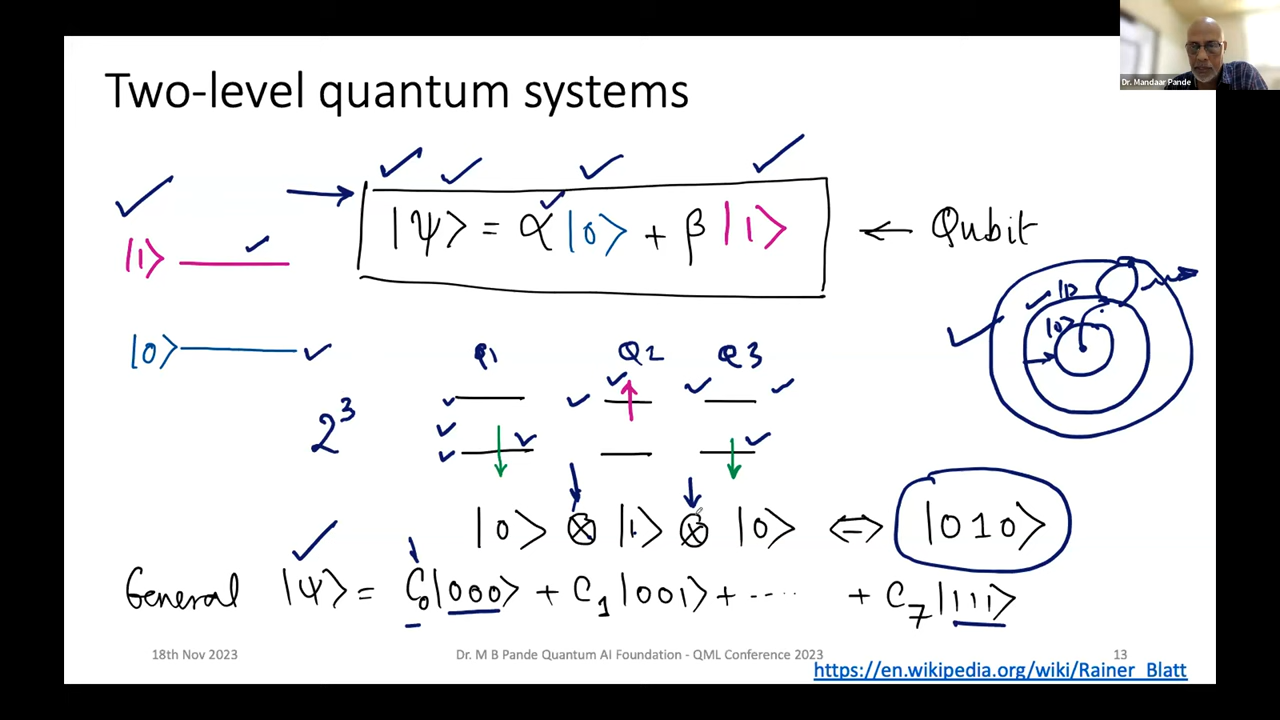 Dr. Mandaar Pande
Two-level quantum systems
|ψ⟩ = α|0⟩ + β|1⟩ ← Qubit
|1⟩
|1⟩
|0⟩
|0⟩
Q1 Q2 Q3
2³
|0⟩ ⊗ |1⟩ ⊗ |0⟩ ⇔ |010⟩
General |ψ⟩ = C₀|000⟩ + C₁|001⟩ + ..... + C₇|111⟩
18th Nov 2023 Dr. M B Pande Quantum AI Foundation - QML Conference 2023 13
https://en.wikipedia.org/wiki/Rainer_Blatt